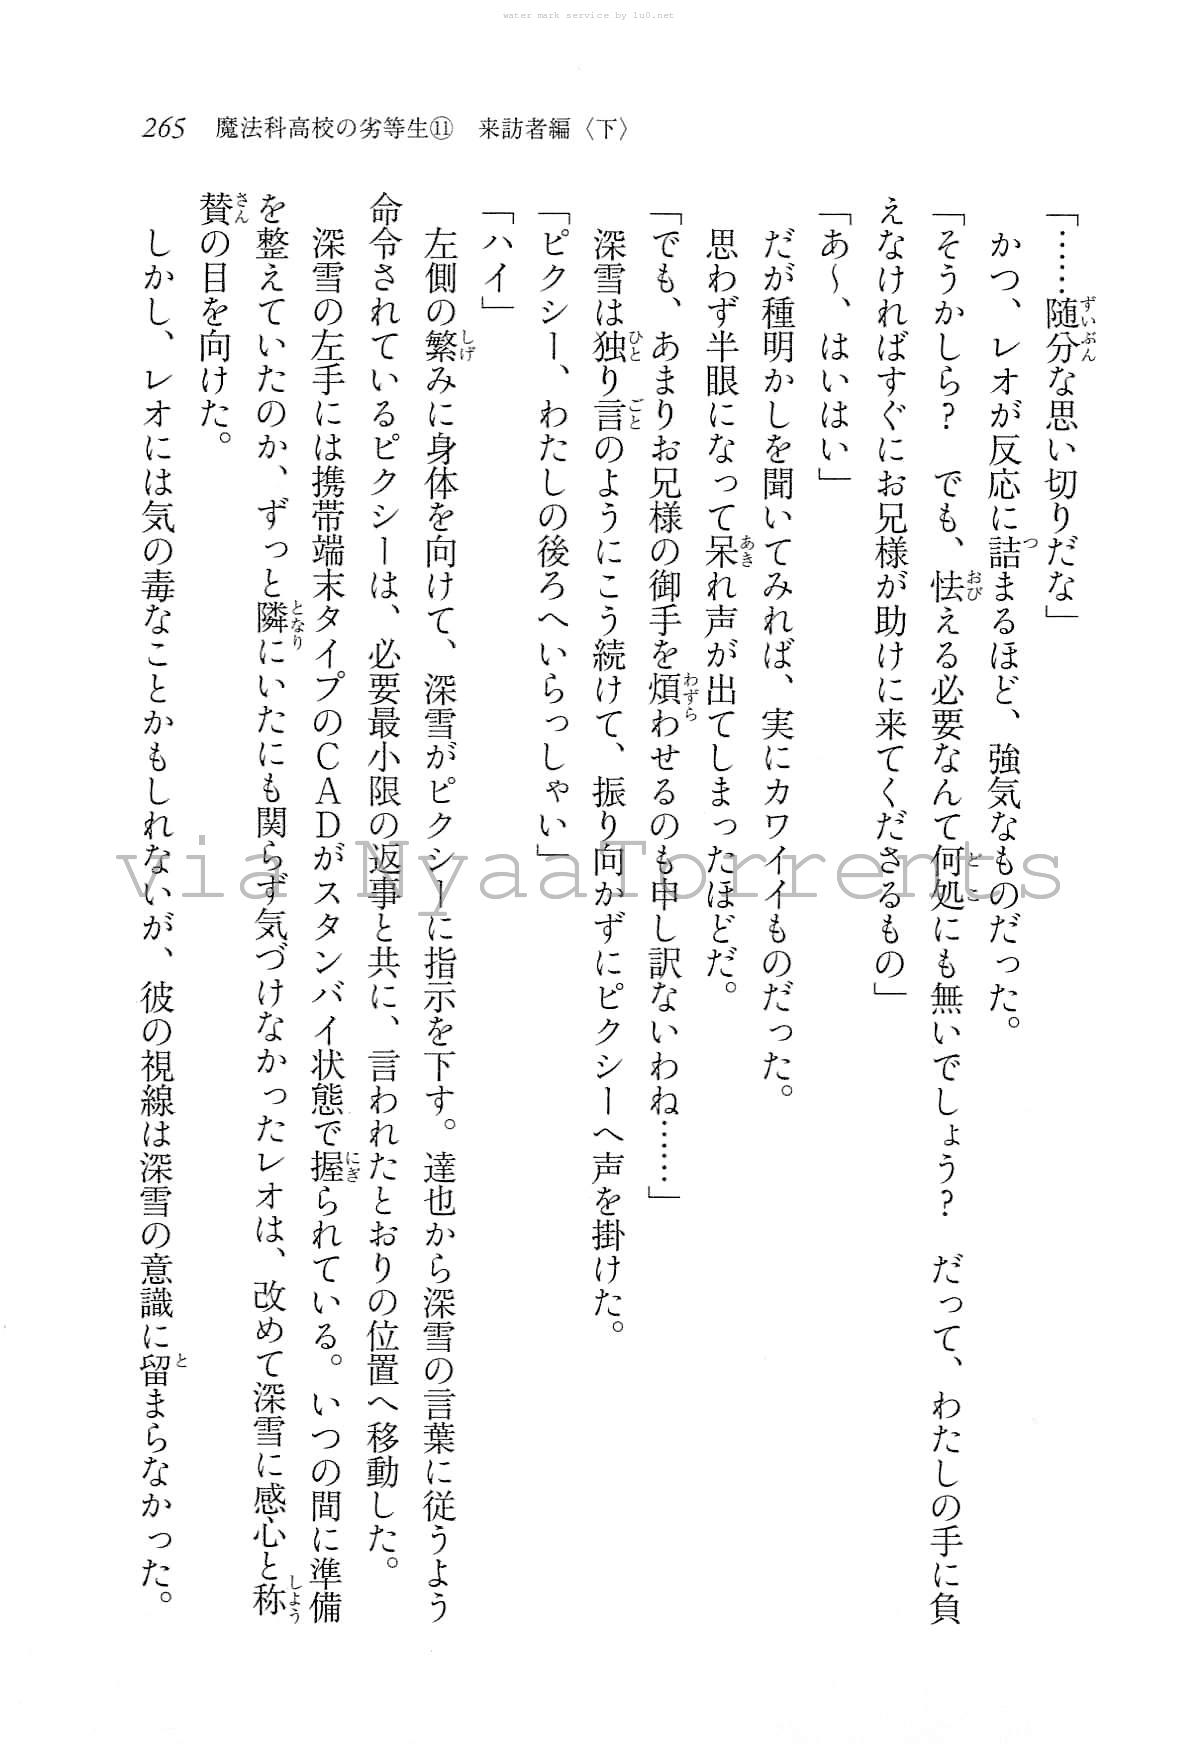 water mark service by lu0.net
265 魔法科高校の劣等生⑪ 来訪者編〈下〉
「……随分な思い切りだな」
かつ、レオが反応に詰まるほど、強気なものだった。
「そうかしら？ でも、怯える必要なんて何処にも無いでしょう？ だって、わたしの手に負
えなければすぐにお兄様が助けに来てくださるもの」
「あ〜、はいはい」
だが種明かしを聞いてみれば、実にカワイイものだった。
思わず半眼になって呆れ声が出てしまったほどだ。
「でも、あまりお兄様の御手を煩わせるのも申し訳ないわね……」
深雪は独り言のようにこう続けて、振り向かずにピクシーへ声を掛けた。
「ピクシー、わたしの後ろへいらっしゃい」
「ハイ」
左側の繁みに身体を向けて、深雪がピクシーに指示を下す。達也から深雪の言葉に従うよう
命令されているピクシーは、必要最小限の返事と共に、言われたとおりの位置へ移動した。
深雪の左手には携帯端末タイプのＣＡＤがスタンバイ状態で握られている。いつの間に準備
を整えていたのか、ずっと隣にいたにも関らず気づけなかったレオは、改めて深雪に感心と称
賛の目を向けた。
しかし、レオには気の毒なことかもしれないが、彼の視線は深雪の意識に留まらなかった。
via NyaaTorrents